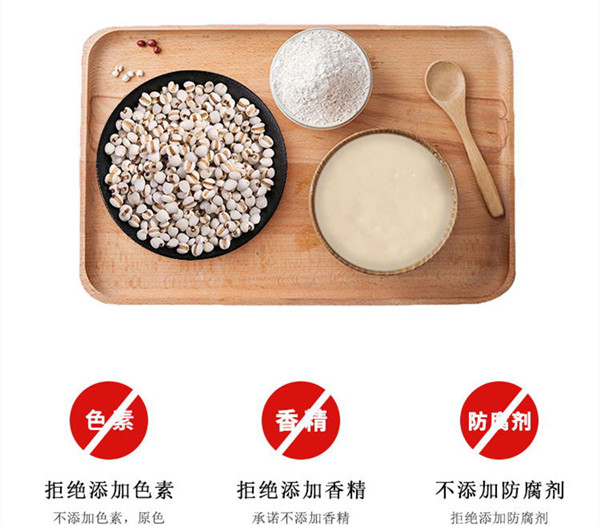 色素
香精
防腐剂
拒绝添加色素
拒绝添加香精
不添加防腐剂
不添加色素，原色
承诺不添加香精
拒绝添加防腐剂